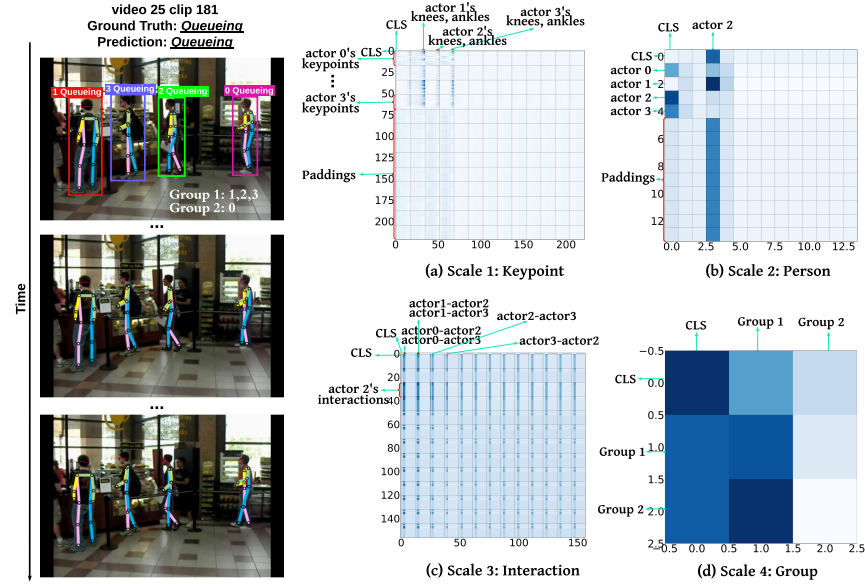 video 25 clip 181
Ground Truth: Queueing
Prediction: Queueing
Time
1 Queueing
3 Queueing
2 Queueing
0 Queueing
Group 1: 1,2,3
Group 2: 0
...
...
CLS
actor 1's
knees, ankles
actor 2's
knees, ankles
actor 3's
knees, ankles
actor 0's
keypoints
CLS
actor 3's
keypoints
Paddings
0
25
50
75
100
125
150
175
200
0
50
100
150
200
(a) Scale 1: Keypoint
CLS
actor 2
CLS
actor 0
actor 1
actor 2
actor 3
Paddings
0
2
4
6
8
10
12
0.0
2.5
5.0
7.5
10.0
12.5
(b) Scale 2: Person
actor1-actor2
actor1-actor3
CLS
actor0-actor2
actor0-actor3
actor2-actor3
actor3-actor2
CLS
actor 2's
interactions
0
20
40
60
80
100
120
140
0
50
100
150
(c) Scale 3: Interaction
CLS
Group 1
Group 2
CLS
Group 1
Group 2
−0.5
0.0
0.5
1.0
1.5
2.0
2.5
−0.5
0.0
0.5
1.0
1.5
2.0
2.5
(d) Scale 4: Group